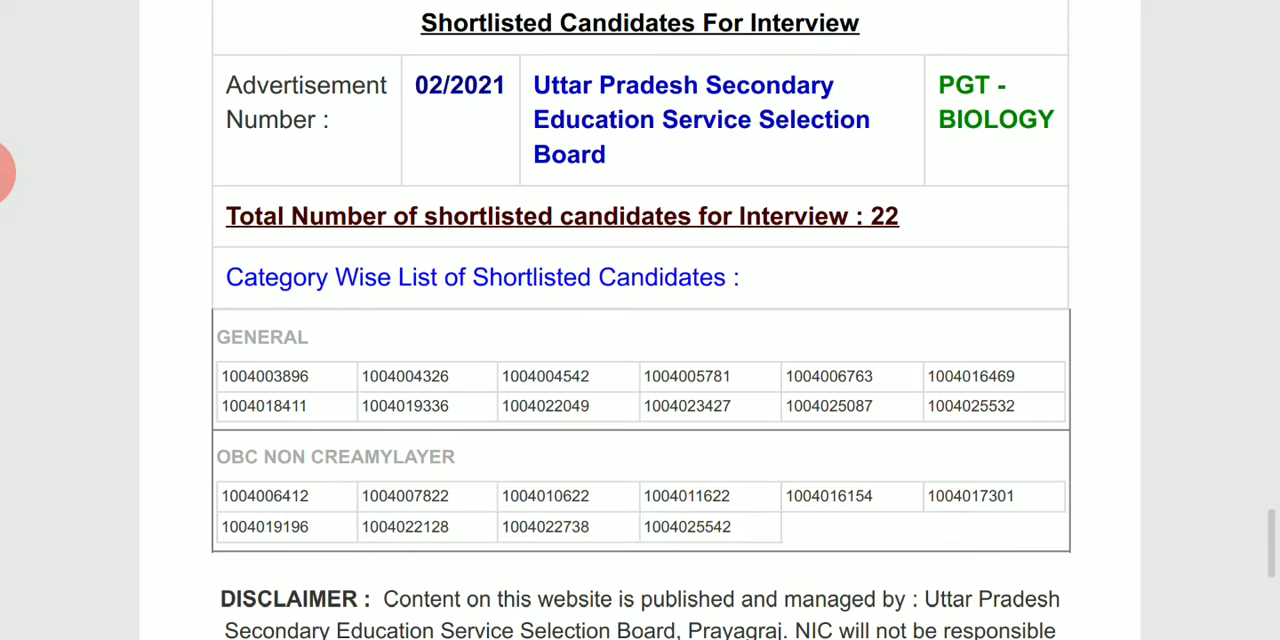 Shortlisted Candidates For Interview
Advertisement Number : 02/2021 Uttar Pradesh Secondary Education Service Selection Board PGT - BIOLOGY
Total Number of shortlisted candidates for Interview : 22
Category Wise List of Shortlisted Candidates :
GENERAL
1004003896 1004004326 1004004542 1004005781 1004006763 1004016469
1004018411 1004019336 1004022049 1004023427 1004025087 1004025532
OBC NON CREAMYLAYER
1004006412 1004007822 1004010622 1004011622 1004016154 1004017301
1004019196 1004022128 1004022738 1004025542
DISCLAIMER : Content on this website is published and managed by : Uttar Pradesh
Secondary Education Service Selection Board, Prayagraj. NIC will not be responsible